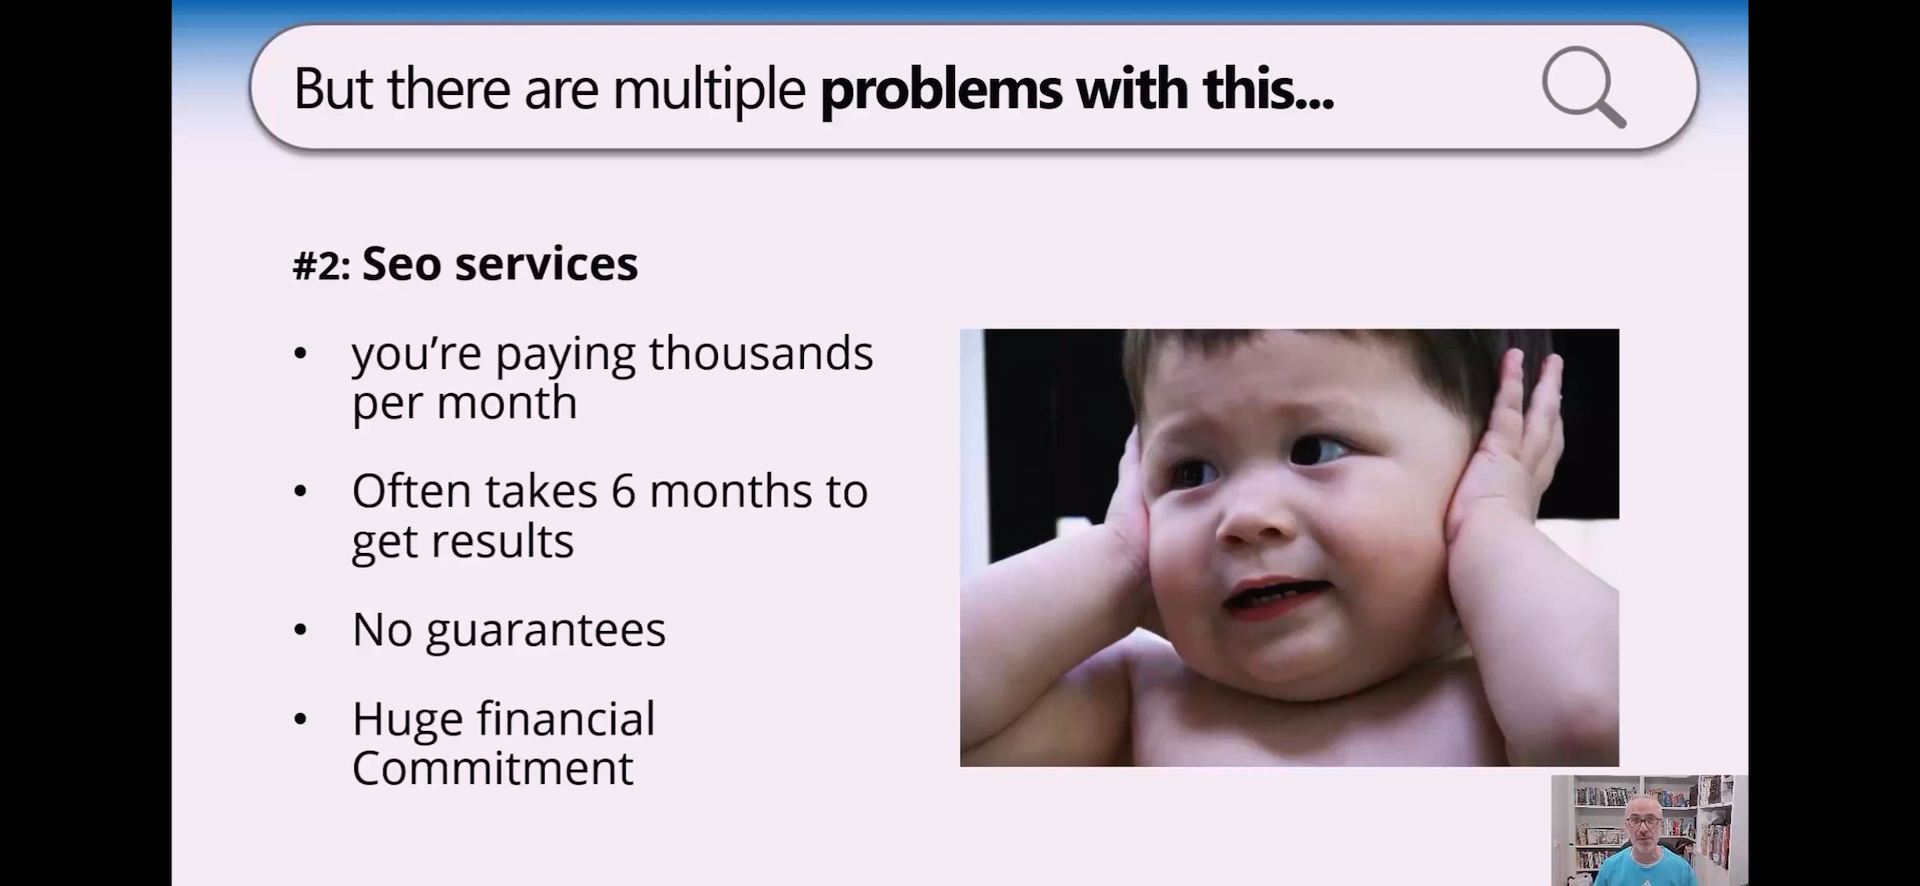 But there are multiple problems with this...
#2: Seo services
• you’re paying thousands
per month
• Often takes 6 months to
get results
• No guarantees
• Huge financial
Commitment